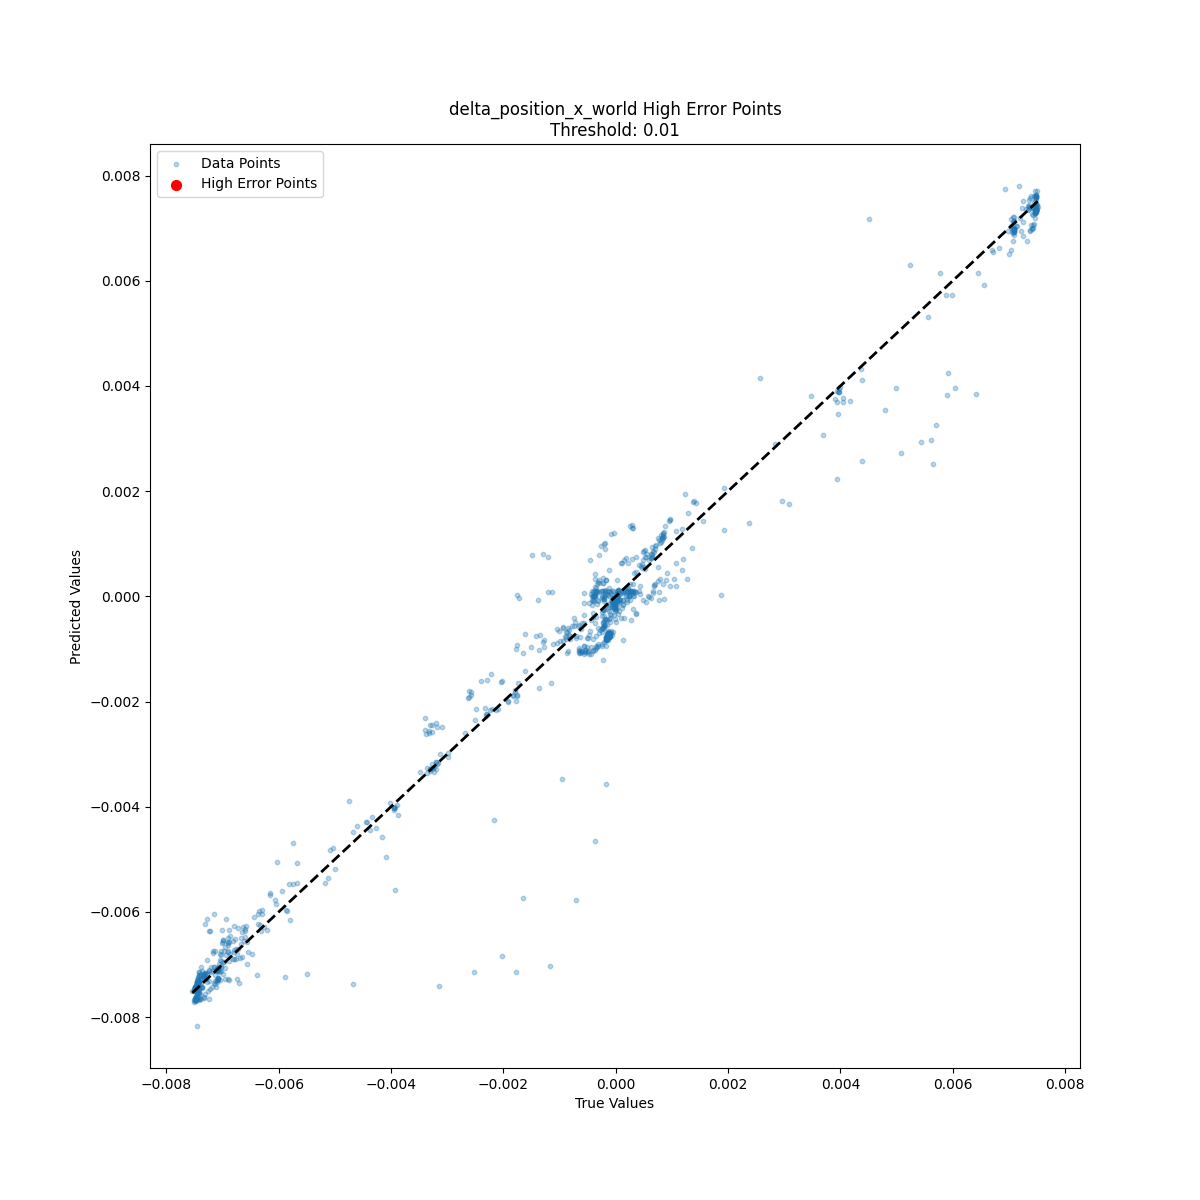 delta_position_x_world High Error Points
Threshold: 0.01
Data Points
High Error Points
0.008
0.006
0.004
0.002
0.000
−0.002
−0.004
−0.006
−0.008
Predicted Values
−0.008 −0.006 −0.004 −0.002 0.000 0.002 0.004 0.006 0.008
True Values